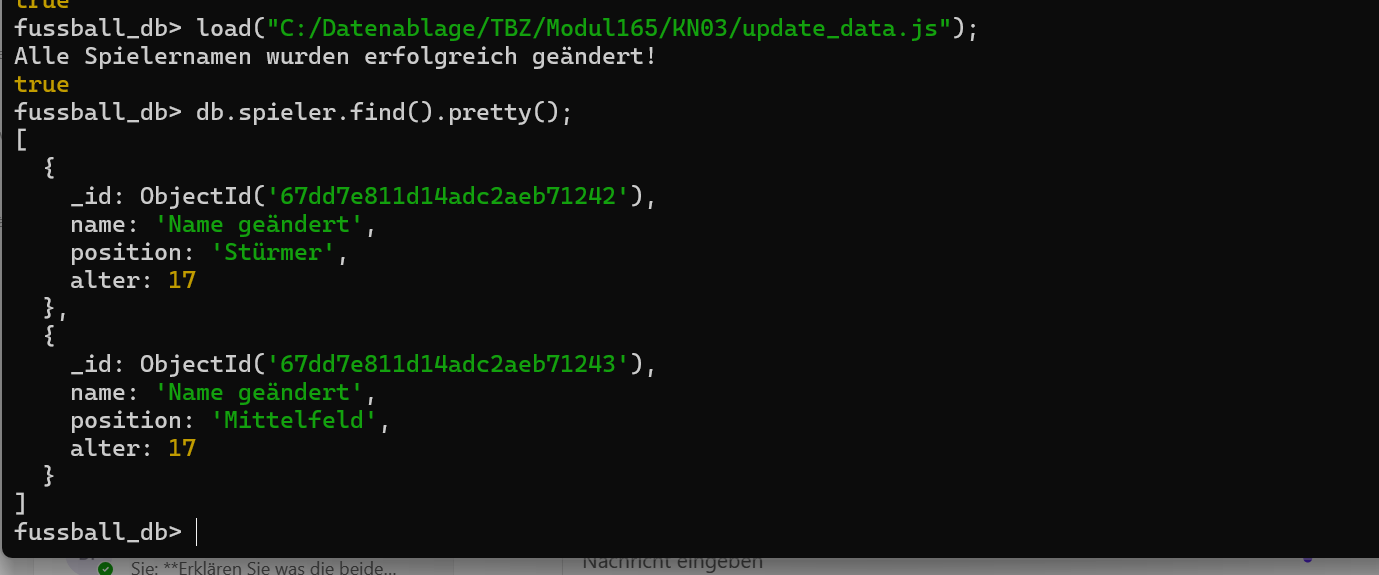 true
fussball_db> load("C:/Datenablage/TBZ/Modul165/KN03/update_data.js");
Alle Spielernamen wurden erfolgreich geändert!
true
fussball_db> db.spieler.find().pretty();
[
  {
    _id: ObjectId('67dd7e811d14adc2aeb71242'),
    name: 'Name geändert',
    position: 'Stürmer',
    alter: 17
  },
  {
    _id: ObjectId('67dd7e811d14adc2aeb71243'),
    name: 'Name geändert',
    position: 'Mittelfeld',
    alter: 17
  }
]
fussball_db>
Nachricht eingeben
Sie: **Erklären Sie was die beide...